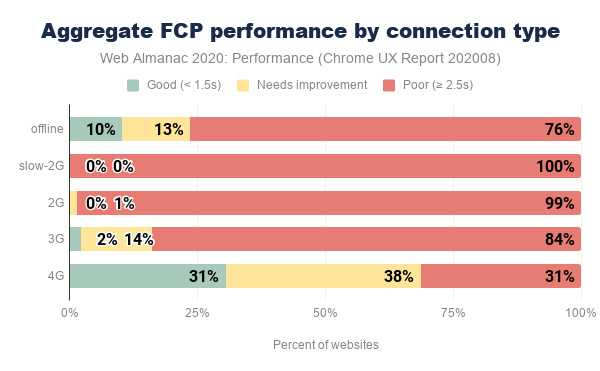 Aggregate FCP performance by connection type
Web Almanac 2020: Performance (Chrome UX Report 202008)
Good (< 1.5s) Needs improvement Poor (≥ 2.5s)
offline 10% 13% 76%
slow-2G 0% 0% 100%
2G 0% 1% 99%
3G 2% 14% 84%
4G 31% 38% 31%
0% 25% 50% 75% 100%
Percent of websites